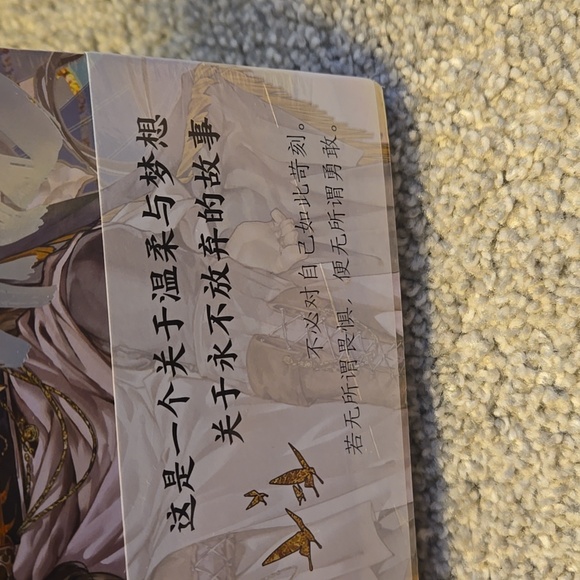 这是一个关于温柔与梦想
关于永不放弃的故事
不必对自己如此苛刻。
若无所谓畏惧，便无所谓勇敢。